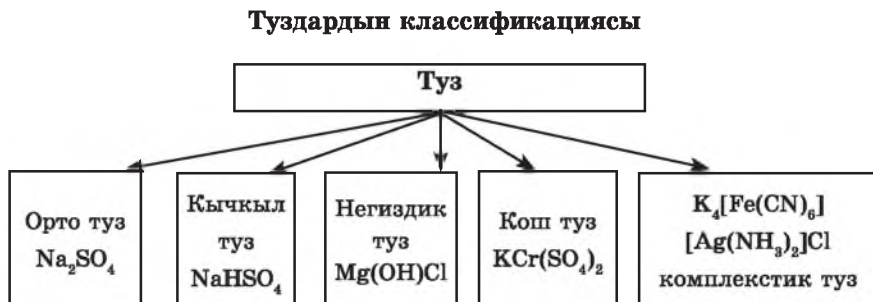 Туздардын классификациясы
Туз
Орто туз
Na₂SO₄
Кычкыл
туз
NaHSO₄
Негиздик
туз
Mg(OH)Cl
Кош туз
KCr(SO₄)₂
K₄[Fe(CN)₆]
[Ag(NH₃)₂]Cl
комплекстик туз